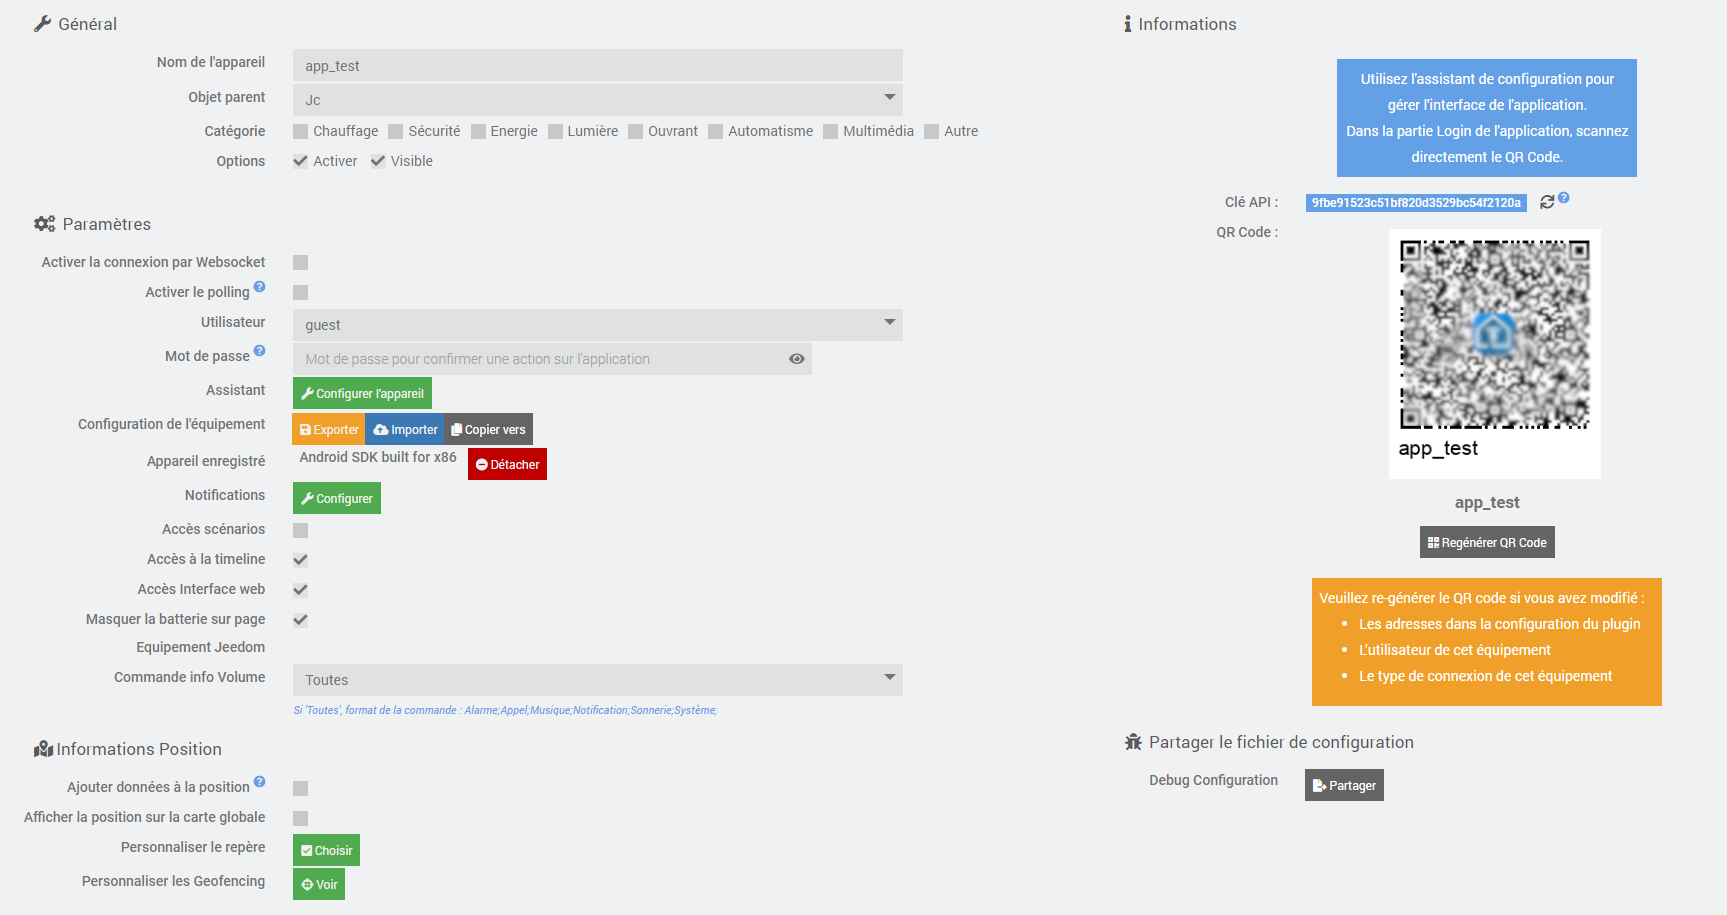 Général
Nom de l'appareil
app_test
Objet parent
Jc
Catégorie
Chauffage Sécurité Energie Lumière Ouvrant Automatisme Multimédia Autre
Options
Activer Visible
Paramètres
Activer la connexion par Websocket
Activer le polling ?
Utilisateur
guest
Mot de passe ?
Mot de passe pour confirmer une action sur l'application
Assistant
Configurer l'appareil
Configuration de l'équipement
Exporter Importer Copier vers
Appareil enregistré
Android SDK built for x86 Détacher
Notifications
Configurer
Accès scénarios
Accès à la timeline
Accès Interface web
Masquer la batterie sur page
Equipement Jeedom
Commande info Volume
Toutes
Si 'Toutes', format de la commande : Alarme;Appel;Musique;Notification;Sonnerie;Système;
Informations Position
Ajouter données à la position ?
Afficher la position sur la carte globale
Personnaliser le repère
Choisir
Personnaliser les Geofencing
Voir
Informations
Utilisez l'assistant de configuration pour
gérer l'interface de l'application.
Dans la partie Login de l'application, scannez
directement le QR Code.
Clé API :
9fbe91523c51bf820d3529bc54f2120a ?
QR Code :
app_test
app_test
Regénérer QR Code
Veuillez re-générer le QR code si vous avez modifié :
• Les adresses dans la configuration du plugin
• L'utilisateur de cet équipement
• Le type de connexion de cet équipement
Partager le fichier de configuration
Debug Configuration
Partager